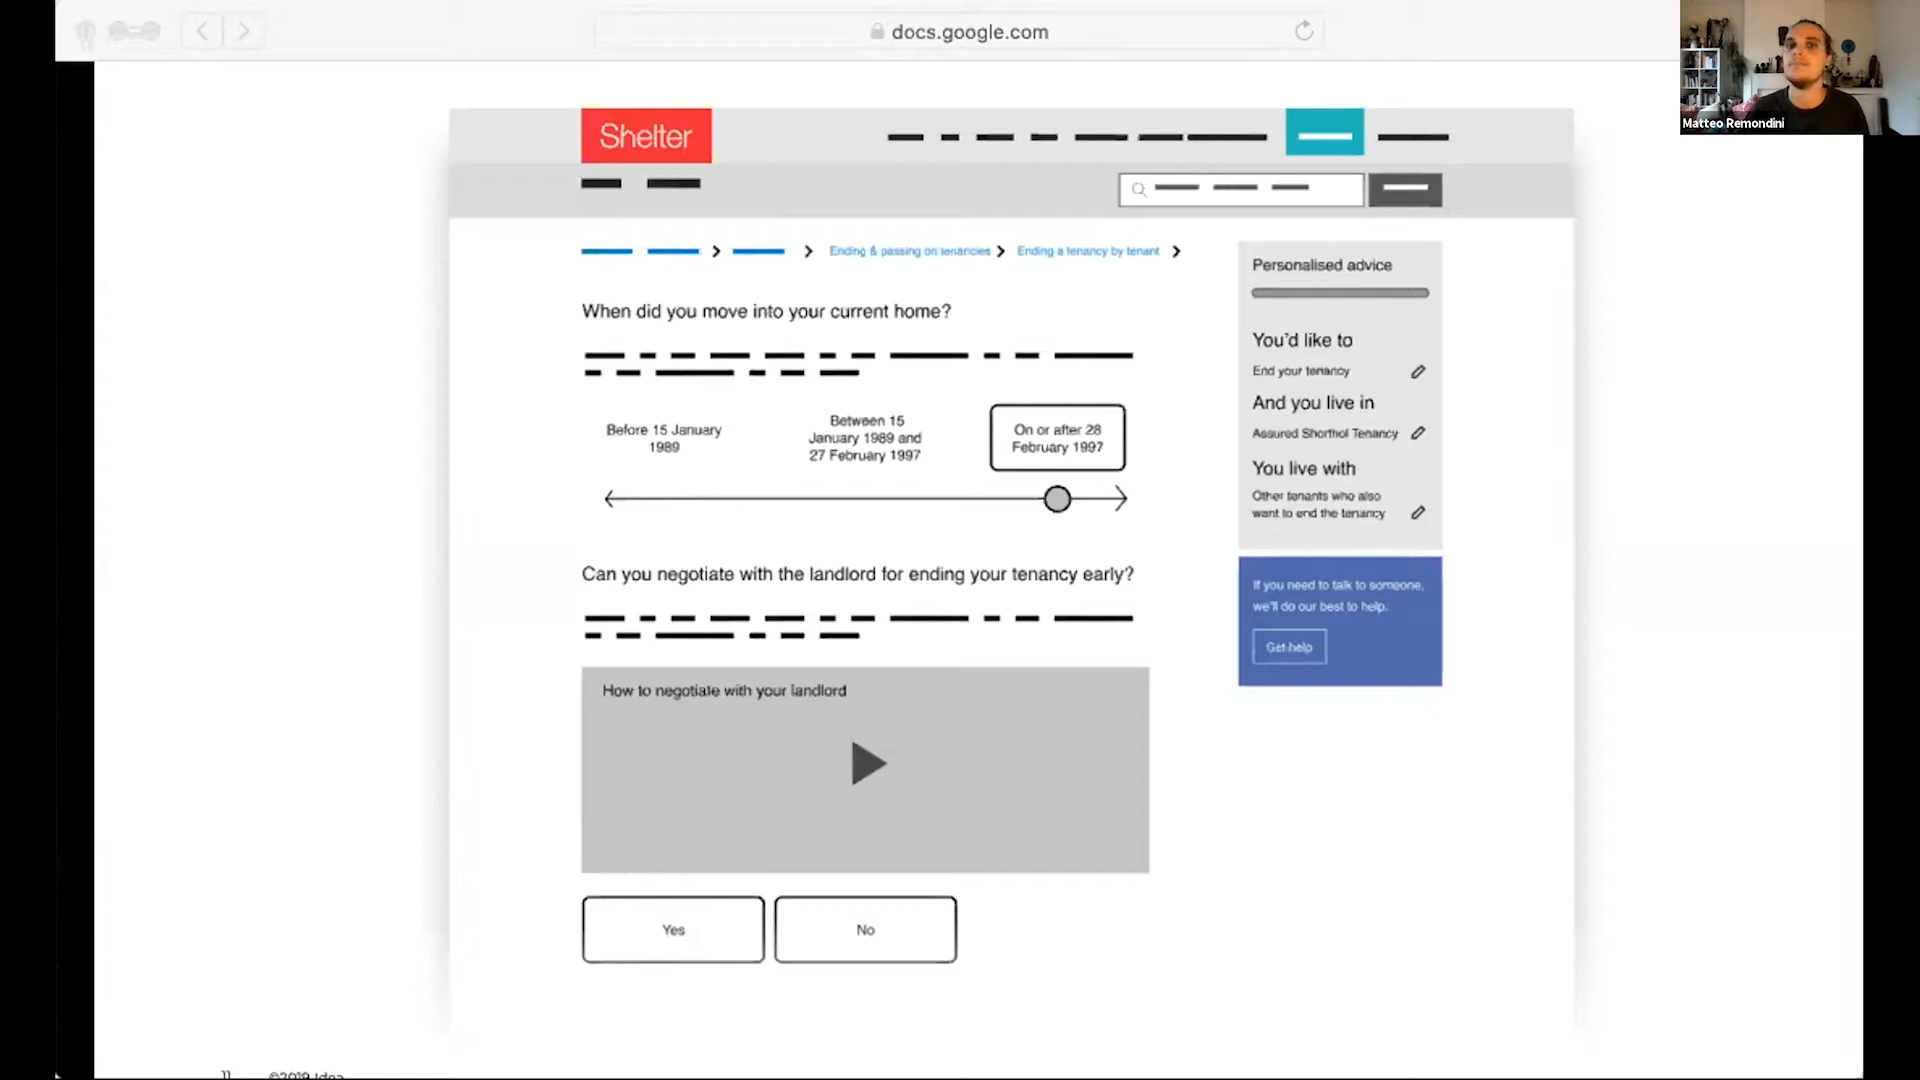 docs.google.com
Matteo Remondini
Shelter
Ending & passing on tenancies
Ending a tenancy by tenant
When did you move into your current home?
Before 15 January
1989
Between 15
January 1989 and
27 February 1997
On or after 28
February 1997
Can you negotiate with the landlord for ending your tenancy early?
How to negotiate with your landlord
Yes
No
Personalised advice
You'd like to
End your tenancy
And you live in
Assured Shorthol Tenancy
You live with
Other tenants who also
want to end the tenancy
If you need to talk to someone,
we'll do our best to help.
Get help